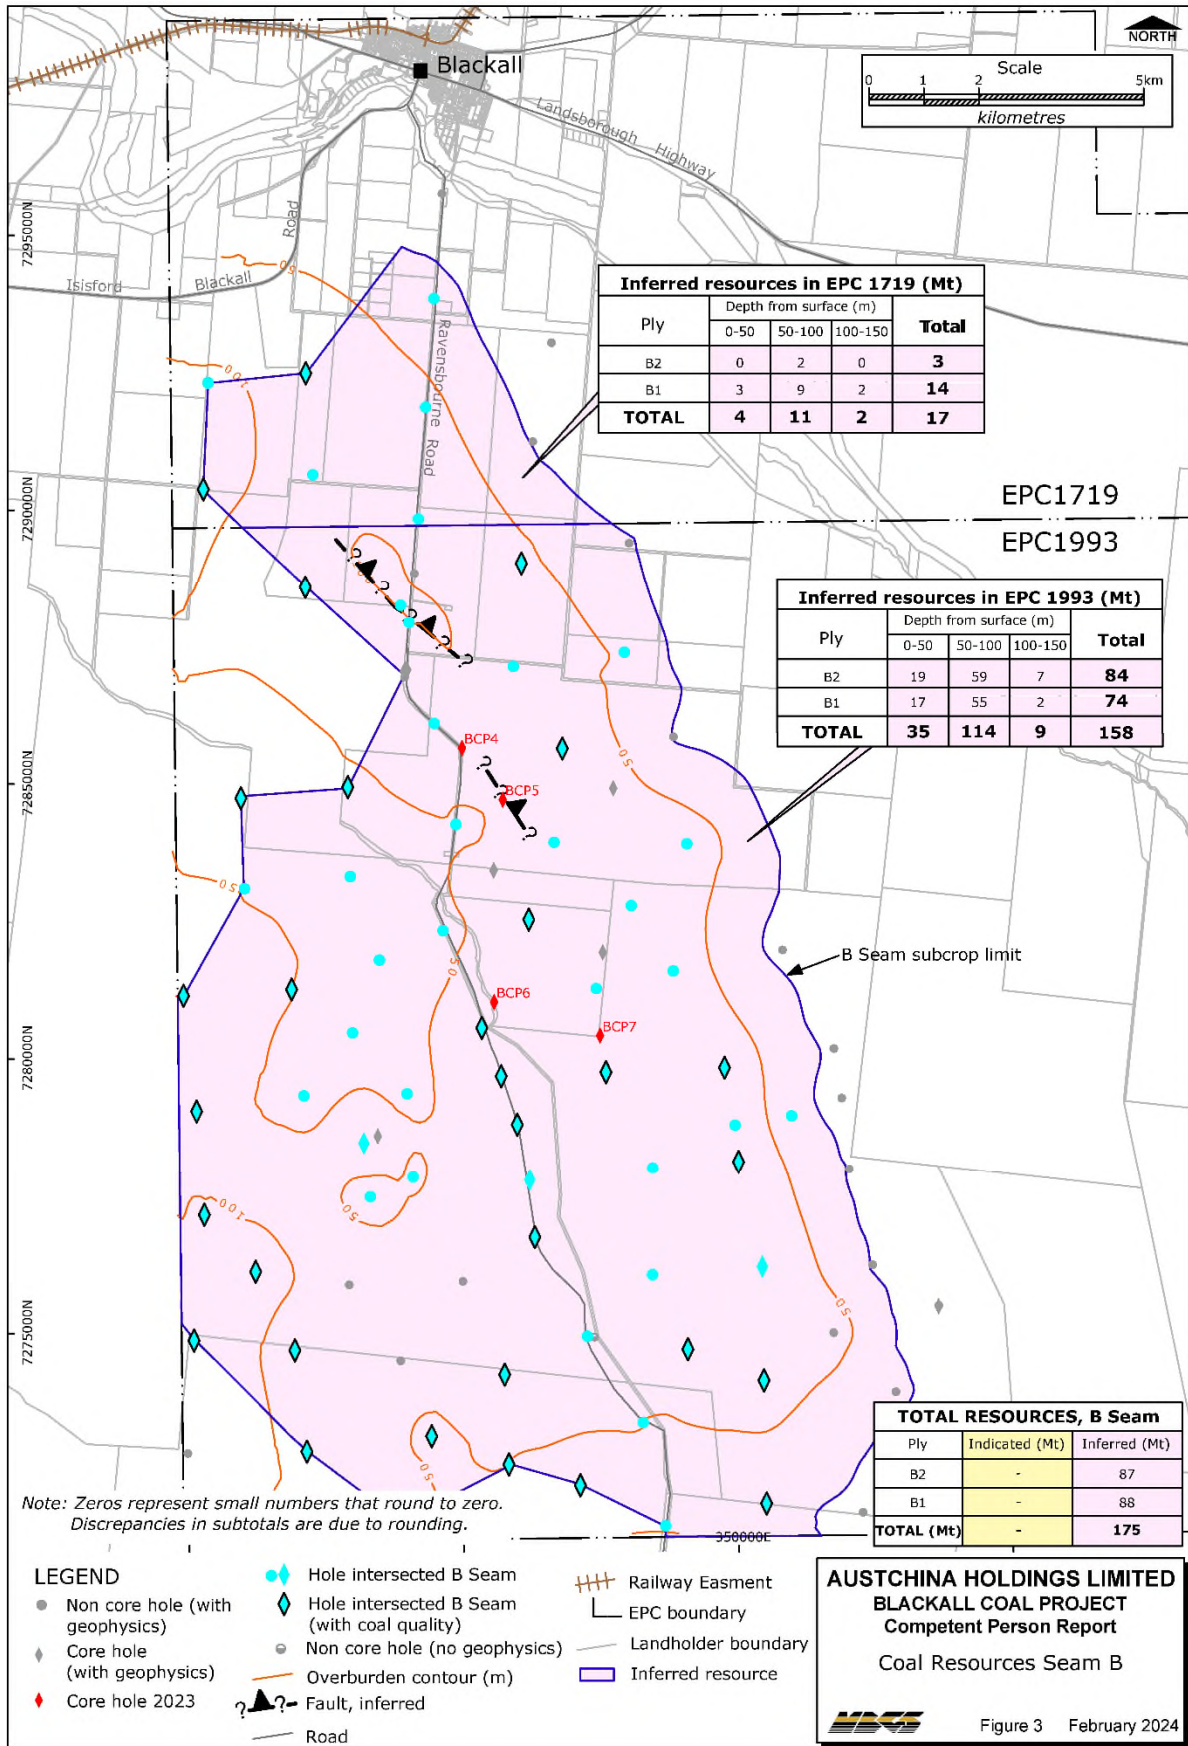 NORTH
Blackall
Scale
0 1 2 5km
kilometres
Landsborough Highway
7295000N
Road
Isisford Blackall
50
100
Ravensbourne Road
Inferred resources in EPC 1719 (Mt)
Ply Depth from surface (m) Total
0-50 50-100 100-150
B2 0 2 0 3
B1 3 9 2 14
TOTAL 4 11 2 17
7290000N
EPC1719
EPC1993
? ? ? ? ? ?
Inferred resources in EPC 1993 (Mt)
Ply Depth from surface (m) Total
0-50 50-100 100-150
B2 19 59 7 84
B1 17 55 2 74
TOTAL 35 114 9 158
BCP4
50
? ? ?
BCP5
7285000N
50
50
B Seam subcrop limit
BCP6
BCP7
7280000N
100
50
50
7275000N
50
TOTAL RESOURCES, B Seam
Ply Indicated (Mt) Inferred (Mt)
B2 - 87
B1 - 88
TOTAL (Mt) - 175
Note: Zeros represent small numbers that round to zero.
Discrepancies in subtotals are due to rounding.
350000E
LEGEND
Non core hole (with
geophysics)
Core hole
(with geophysics)
Core hole 2023
Hole intersected B Seam
Hole intersected B Seam
(with coal quality)
Non core hole (no geophysics)
Overburden contour (m)
? ?
Fault, inferred
Road
Railway Easment
EPC boundary
Landholder boundary
Inferred resource
AUSTCHINA HOLDINGS LIMITED
BLACKALL COAL PROJECT
Competent Person Report
Coal Resources Seam B
Figure 3 February 2024